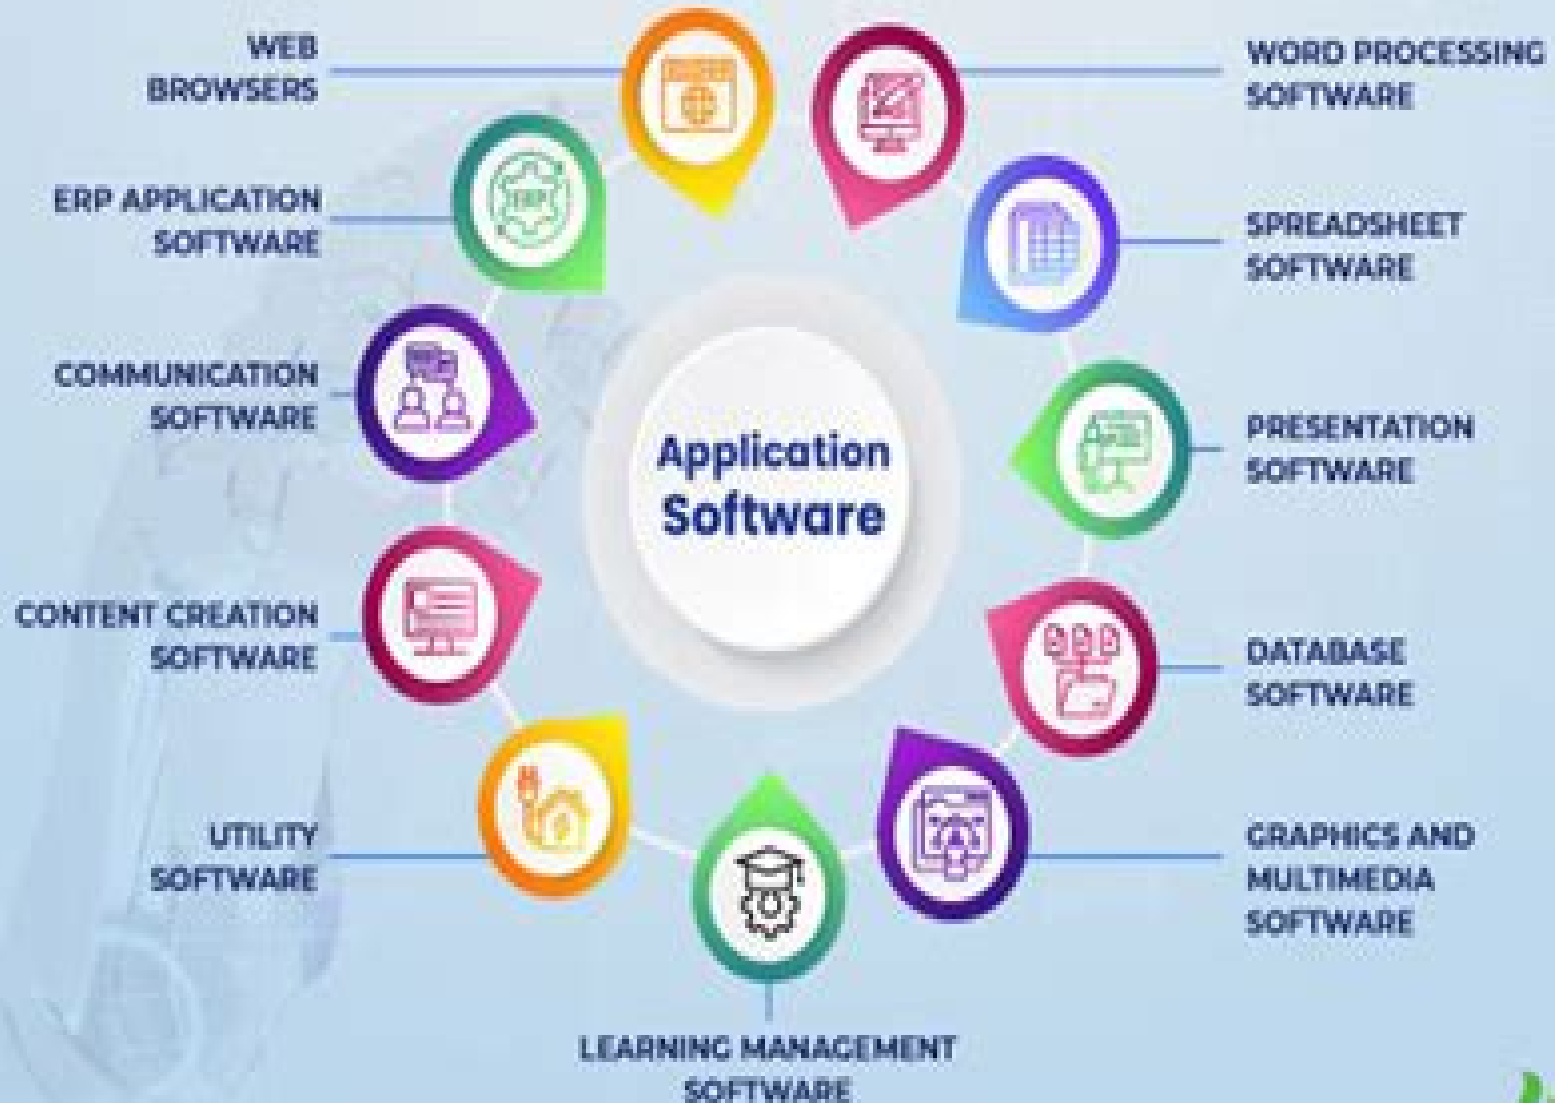 WEB
BROWSERS
WORD PROCESSING
SOFTWARE
ERP APPLICATION
SOFTWARE
ERP
SPREADSHEET
SOFTWARE
COMMUNICATION
SOFTWARE
PRESENTATION
SOFTWARE
Application
Software
CONTENT CREATION
SOFTWARE
DATABASE
SOFTWARE
UTILITY
SOFTWARE
GRAPHICS AND
MULTIMEDIA
SOFTWARE
LEARNING MANAGEMENT
SOFTWARE